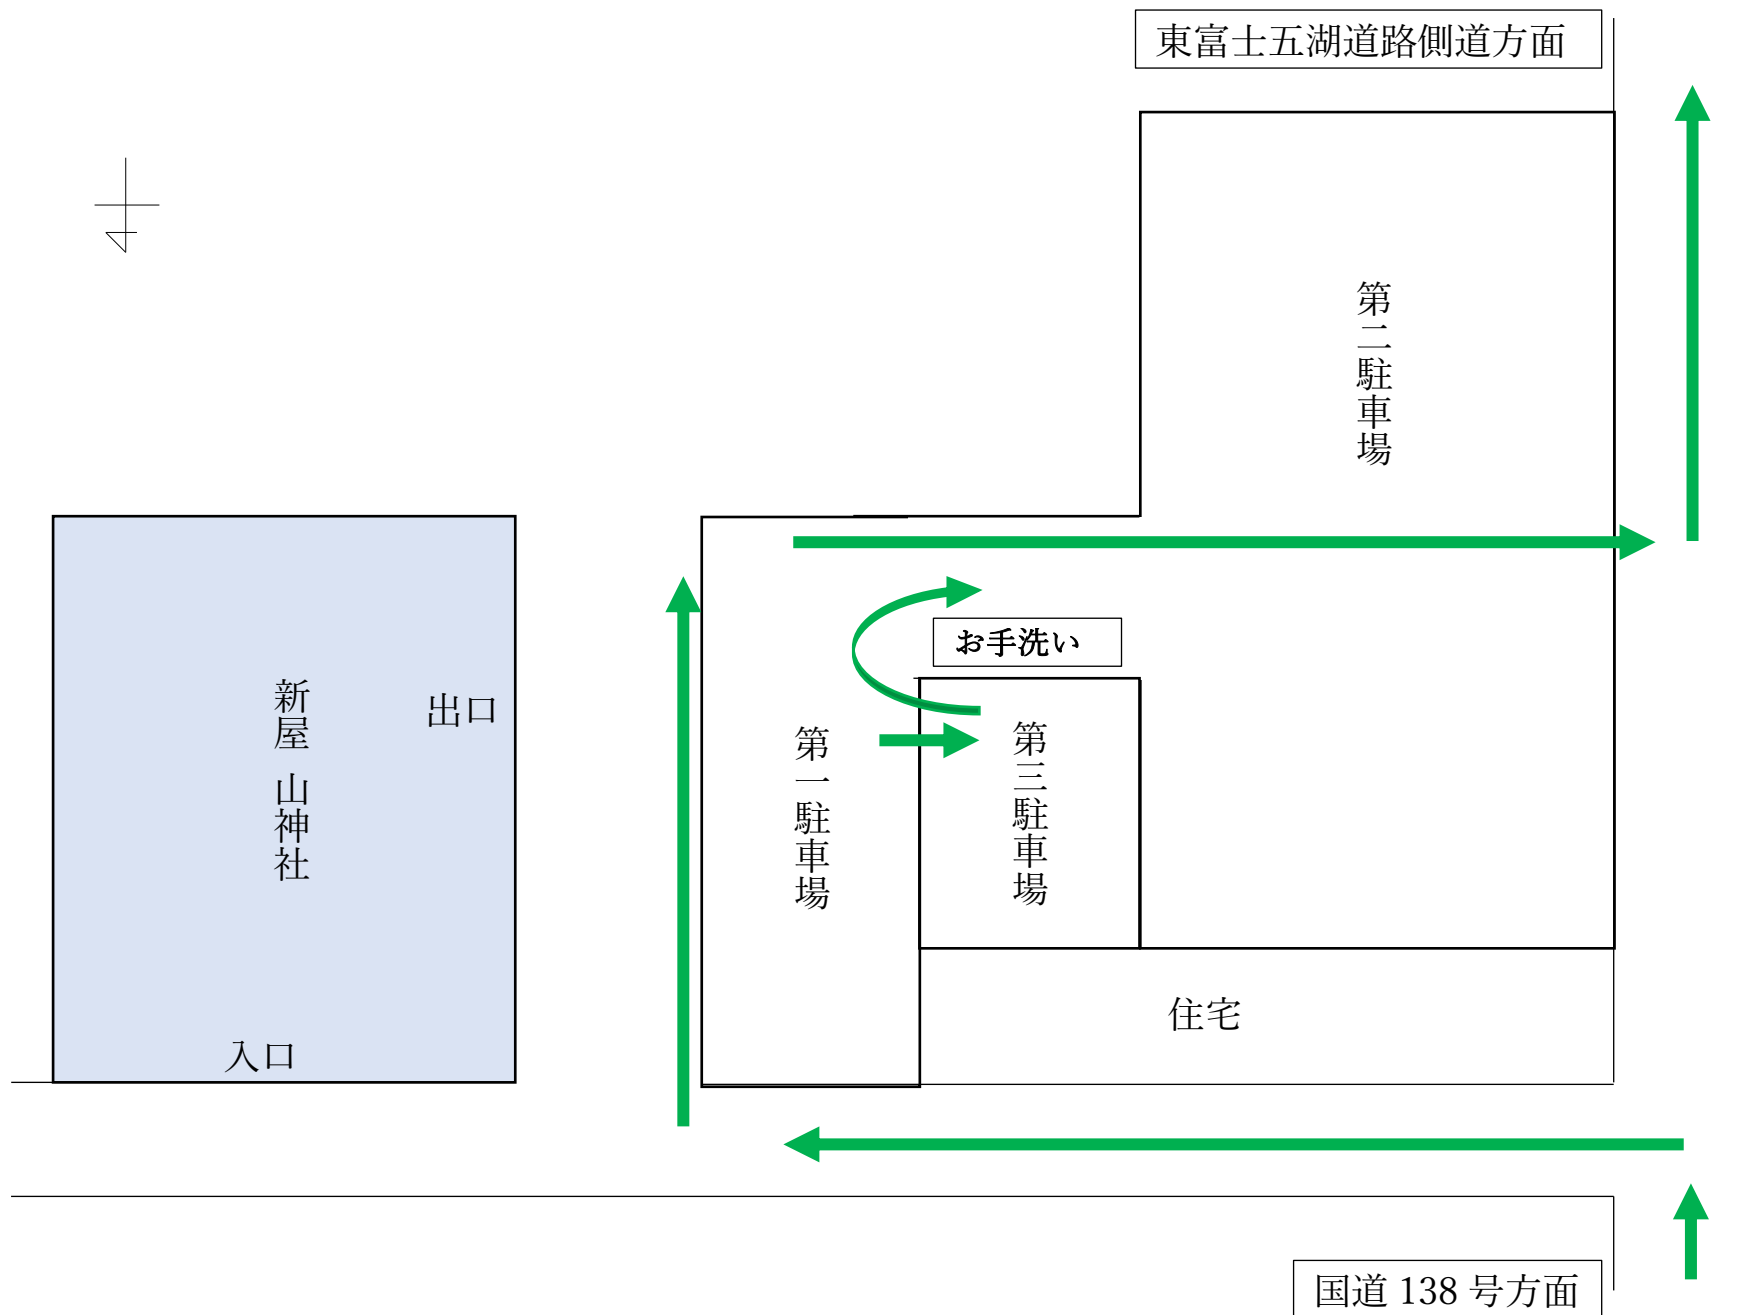 東富士五湖道路側道方面
第二駐車場
お手洗い
新屋 山神社
出口
第一駐車場
第三駐車場
住宅
入口
国道 138 号方面